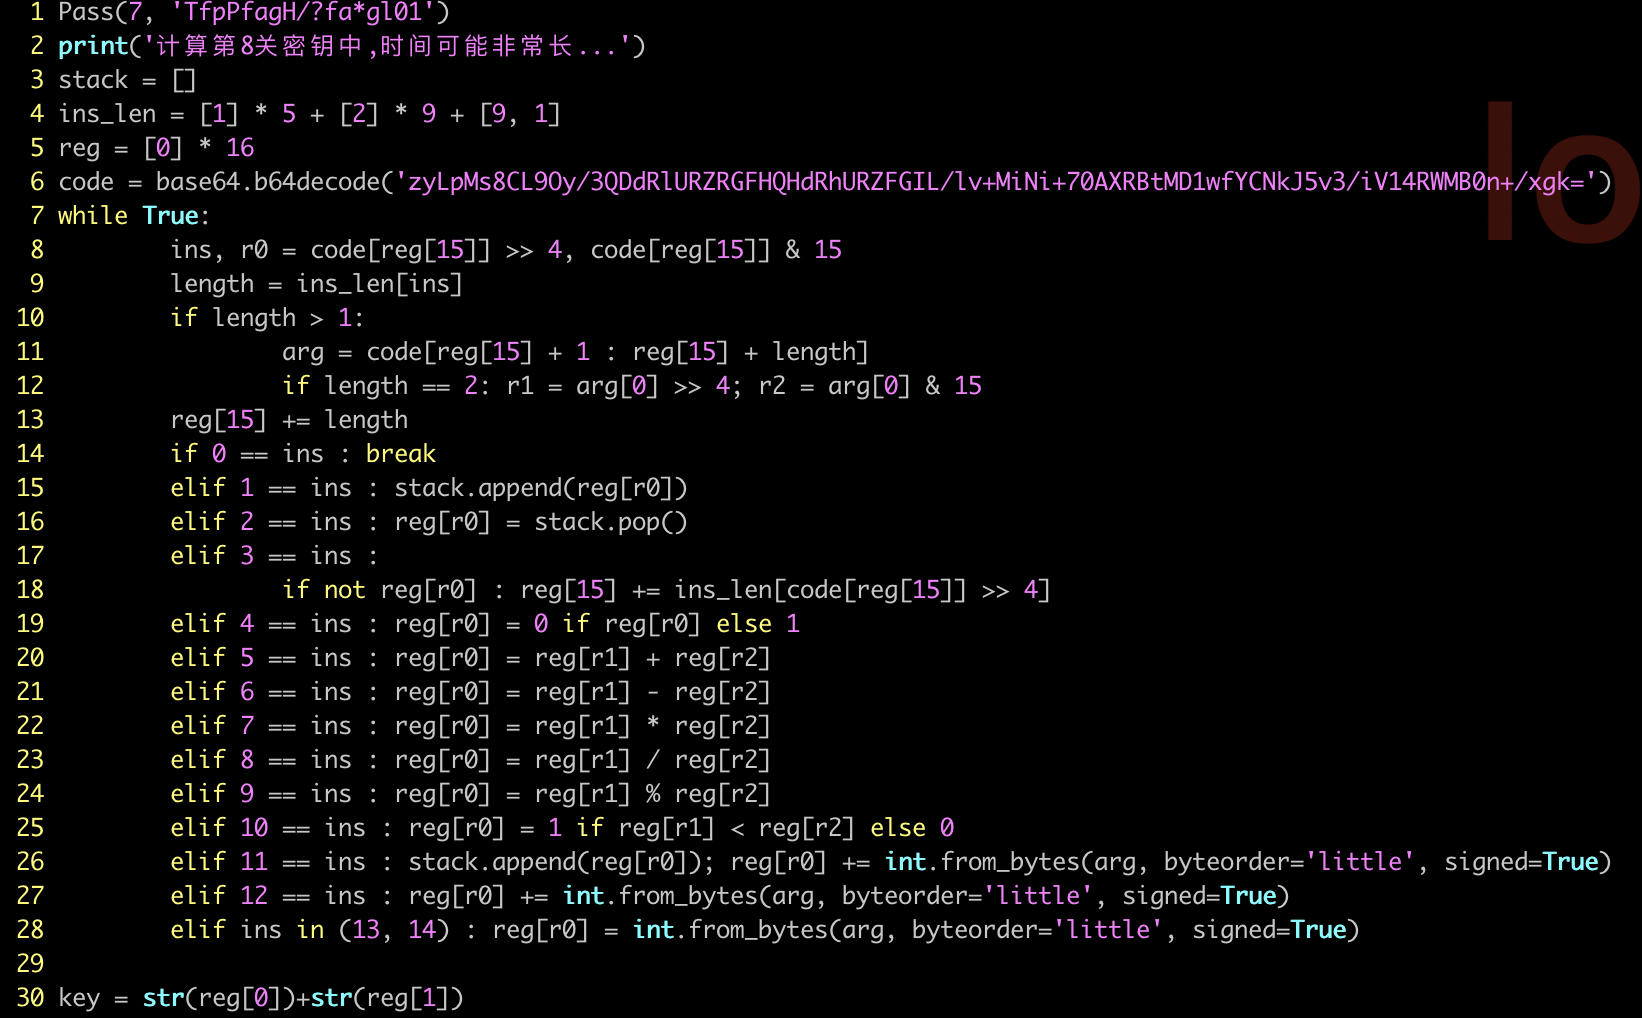 1 Pass(7, 'TfpPfagH/?fa*gl01')
2 print('计算第8关密钥中,时间可能非常长...')
3 stack = []
4 ins_len = [1] * 5 + [2] * 9 + [9, 1]
5 reg = [0] * 16
6 code = base64.b64decode('zyLpMs8CL9Oy/3QDdRlURZRGFHQHdRhURZFGIL/lv+MiNi+70AXRBtMD1wfYCNkJ5v3/iV14RWMB0n+/xgk=')
7 while True:
8 ins, r0 = code[reg[15]] >> 4, code[reg[15]] & 15
9 length = ins_len[ins]
10 if length > 1:
11 arg = code[reg[15] + 1 : reg[15] + length]
12 if length == 2: r1 = arg[0] >> 4; r2 = arg[0] & 15
13 reg[15] += length
14 if 0 == ins : break
15 elif 1 == ins : stack.append(reg[r0])
16 elif 2 == ins : reg[r0] = stack.pop()
17 elif 3 == ins :
18 if not reg[r0] : reg[15] += ins_len[code[reg[15]] >> 4]
19 elif 4 == ins : reg[r0] = 0 if reg[r0] else 1
20 elif 5 == ins : reg[r0] = reg[r1] + reg[r2]
21 elif 6 == ins : reg[r0] = reg[r1] - reg[r2]
22 elif 7 == ins : reg[r0] = reg[r1] * reg[r2]
23 elif 8 == ins : reg[r0] = reg[r1] / reg[r2]
24 elif 9 == ins : reg[r0] = reg[r1] % reg[r2]
25 elif 10 == ins : reg[r0] = 1 if reg[r1] < reg[r2] else 0
26 elif 11 == ins : stack.append(reg[r0]); reg[r0] += int.from_bytes(arg, byteorder='little', signed=True)
27 elif 12 == ins : reg[r0] += int.from_bytes(arg, byteorder='little', signed=True)
28 elif ins in (13, 14) : reg[r0] = int.from_bytes(arg, byteorder='little', signed=True)
29
30 key = str(reg[0])+str(reg[1])
lo